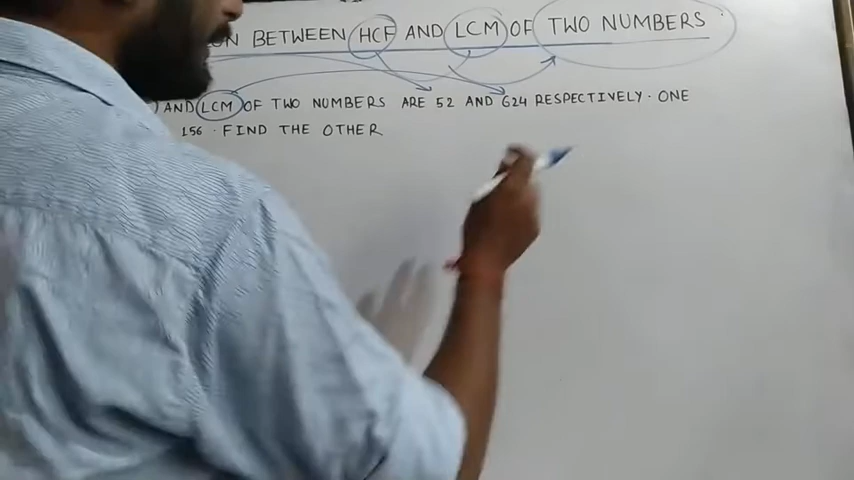 BETWEEN HCF AND LCM OF TWO NUMBERS
AND LCM OF TWO NUMBERS ARE 52 AND 624 RESPECTIVELY. ONE
156. FIND THE OTHER